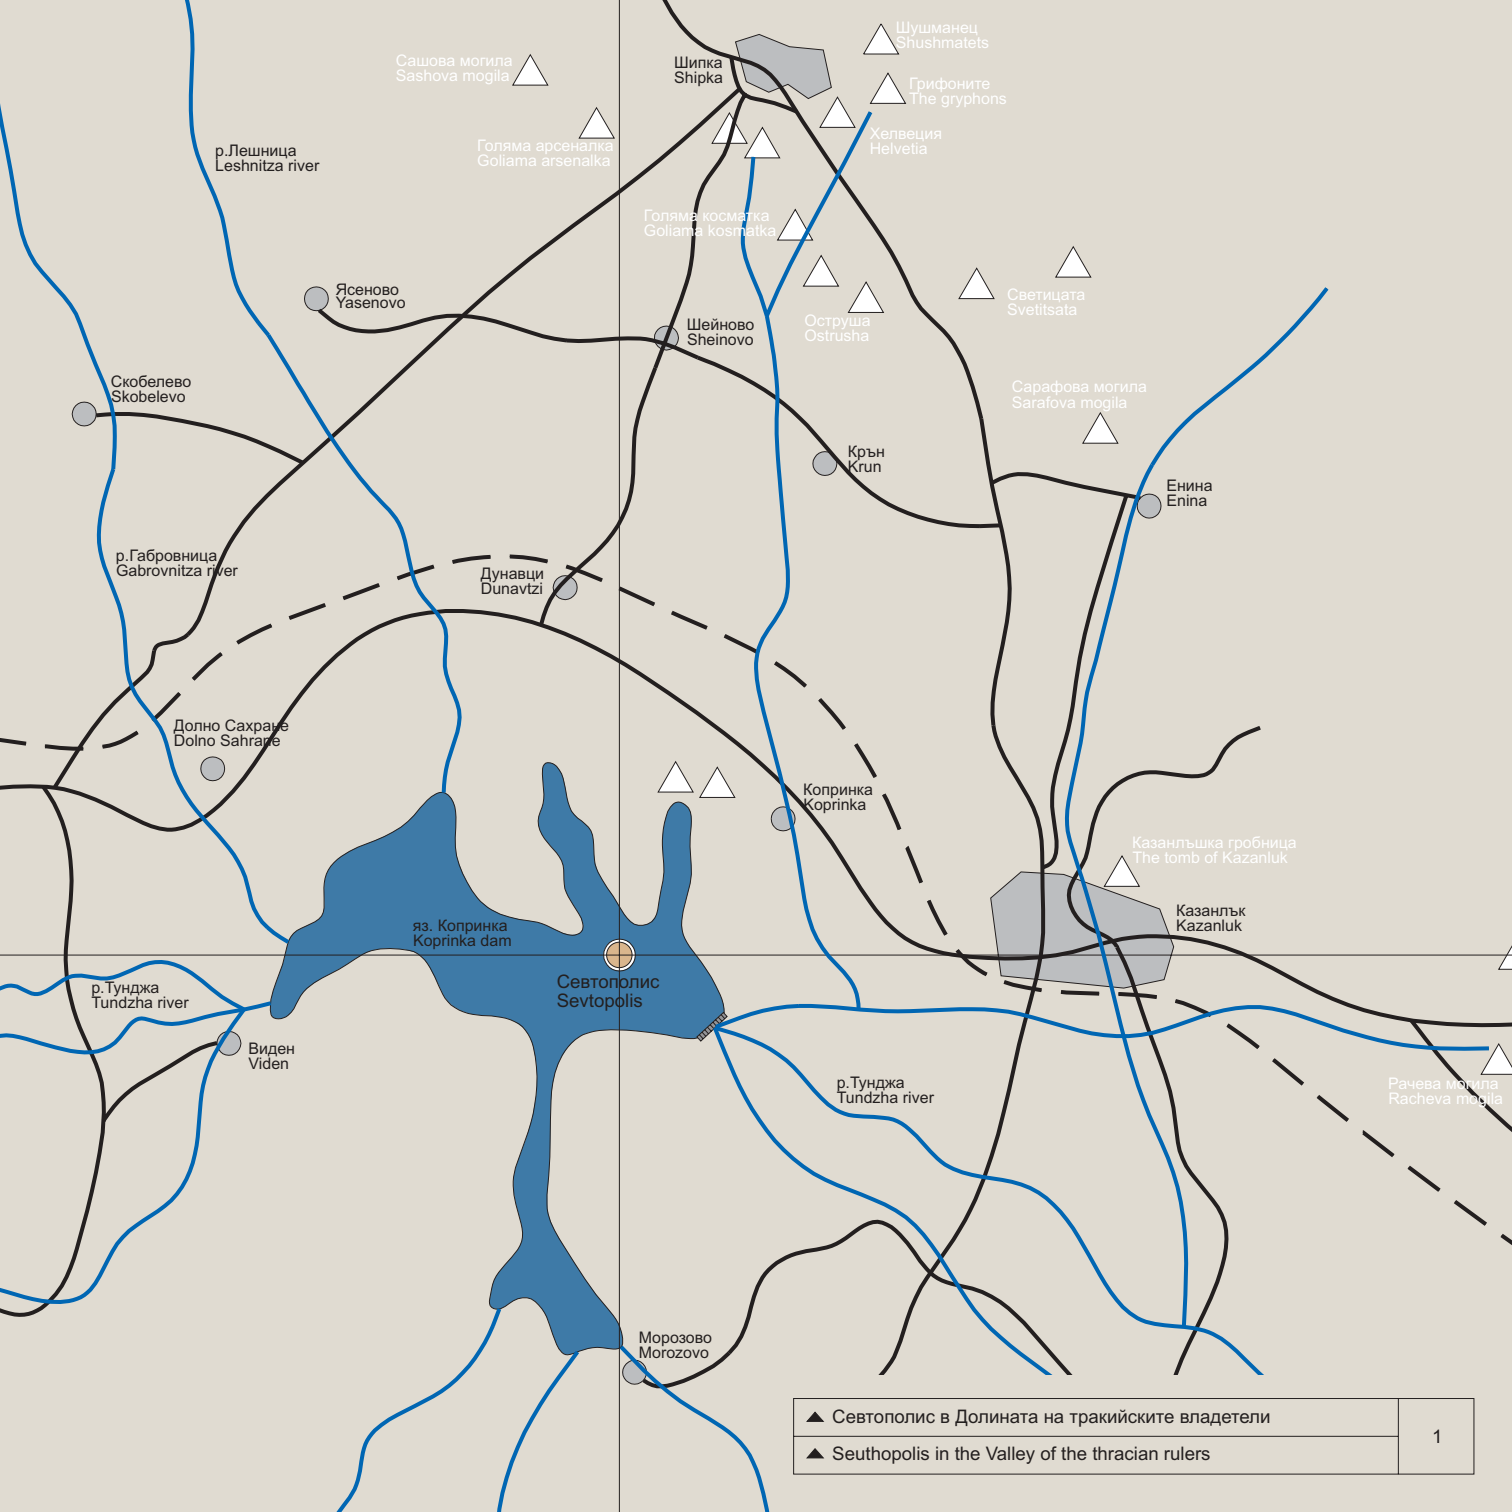 Шушманец
Shushmatets
Сашова могила
Sashova mogila
Шипка
Shipka
Грифоните
The gryphons
Голяма арсеналка
Goliama arsenalka
Хелвеция
Helvetia
р.Лешница
Leshnitza river
Голяма косматка
Goliama kosmatka
Ясеново
Yasenovo
Светицата
Svetitsata
Оструша
Ostrusha
Шейново
Sheinovo
Скобелево
Skobelevo
Сарафова могила
Sarafova mogila
Крън
Krun
Енина
Enina
р.Габровница
Gabrovnitza river
Дунавци
Dunavtzi
Долно Сахране
Dolno Sahrane
Копринка
Koprinka
Казанлъшка гробница
The tomb of Kazanluk
Казанлък
Kazanluk
яз. Копринка
Koprinka dam
Севтополис
Sevtopolis
р.Тунджа
Tundzha river
Виден
Viden
р.Тунджа
Tundzha river
Рачева могила
Racheva mogila
Морозово
Morozovo
Севтополис в Долината на тракийските владетели
Seuthopolis in the Valley of the thracian rulers
1